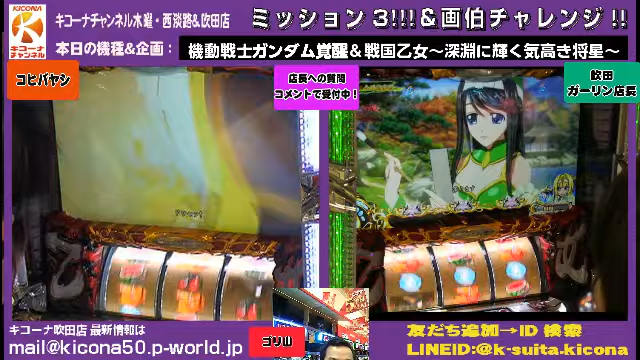 KICONA
キコーナ
チャンネル
キコーナチャンネル水曜・西淡路&吹田店
ミッション3!!!&画伯チャレンジ!!
本日の機種&企画:
機動戦士ガンダム覚醒&戦国乙女~深淵に輝く気高き将星~
コヒバヤシ
店長への質問
コメントで受付中!
吹田
ガーリン店長
キコーナ吹田店 最新情報は
mail@kicona50.p-world.jp
ゴリル
友だち追加→ID 検索
LINEID:@k-suita.kicona